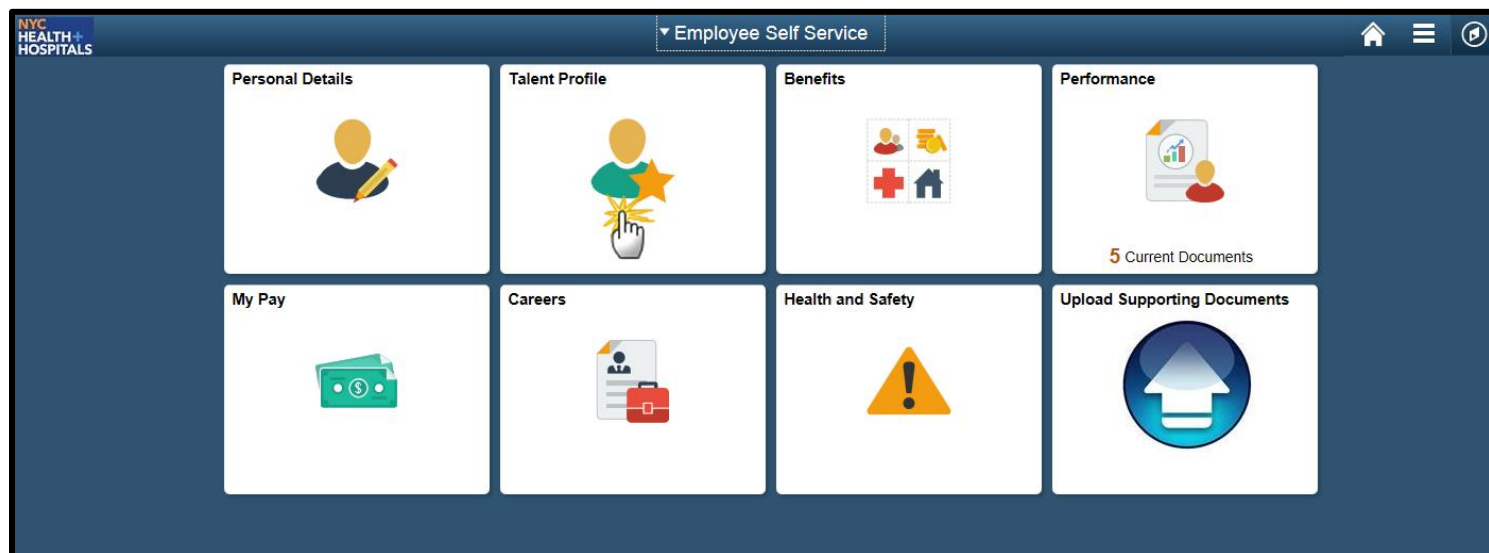 NYC
HEALTH+
HOSPITALS
Employee Self Service
Personal Details
Talent Profile
Benefits
Performance
5 Current Documents
My Pay
Careers
Health and Safety
Upload Supporting Documents